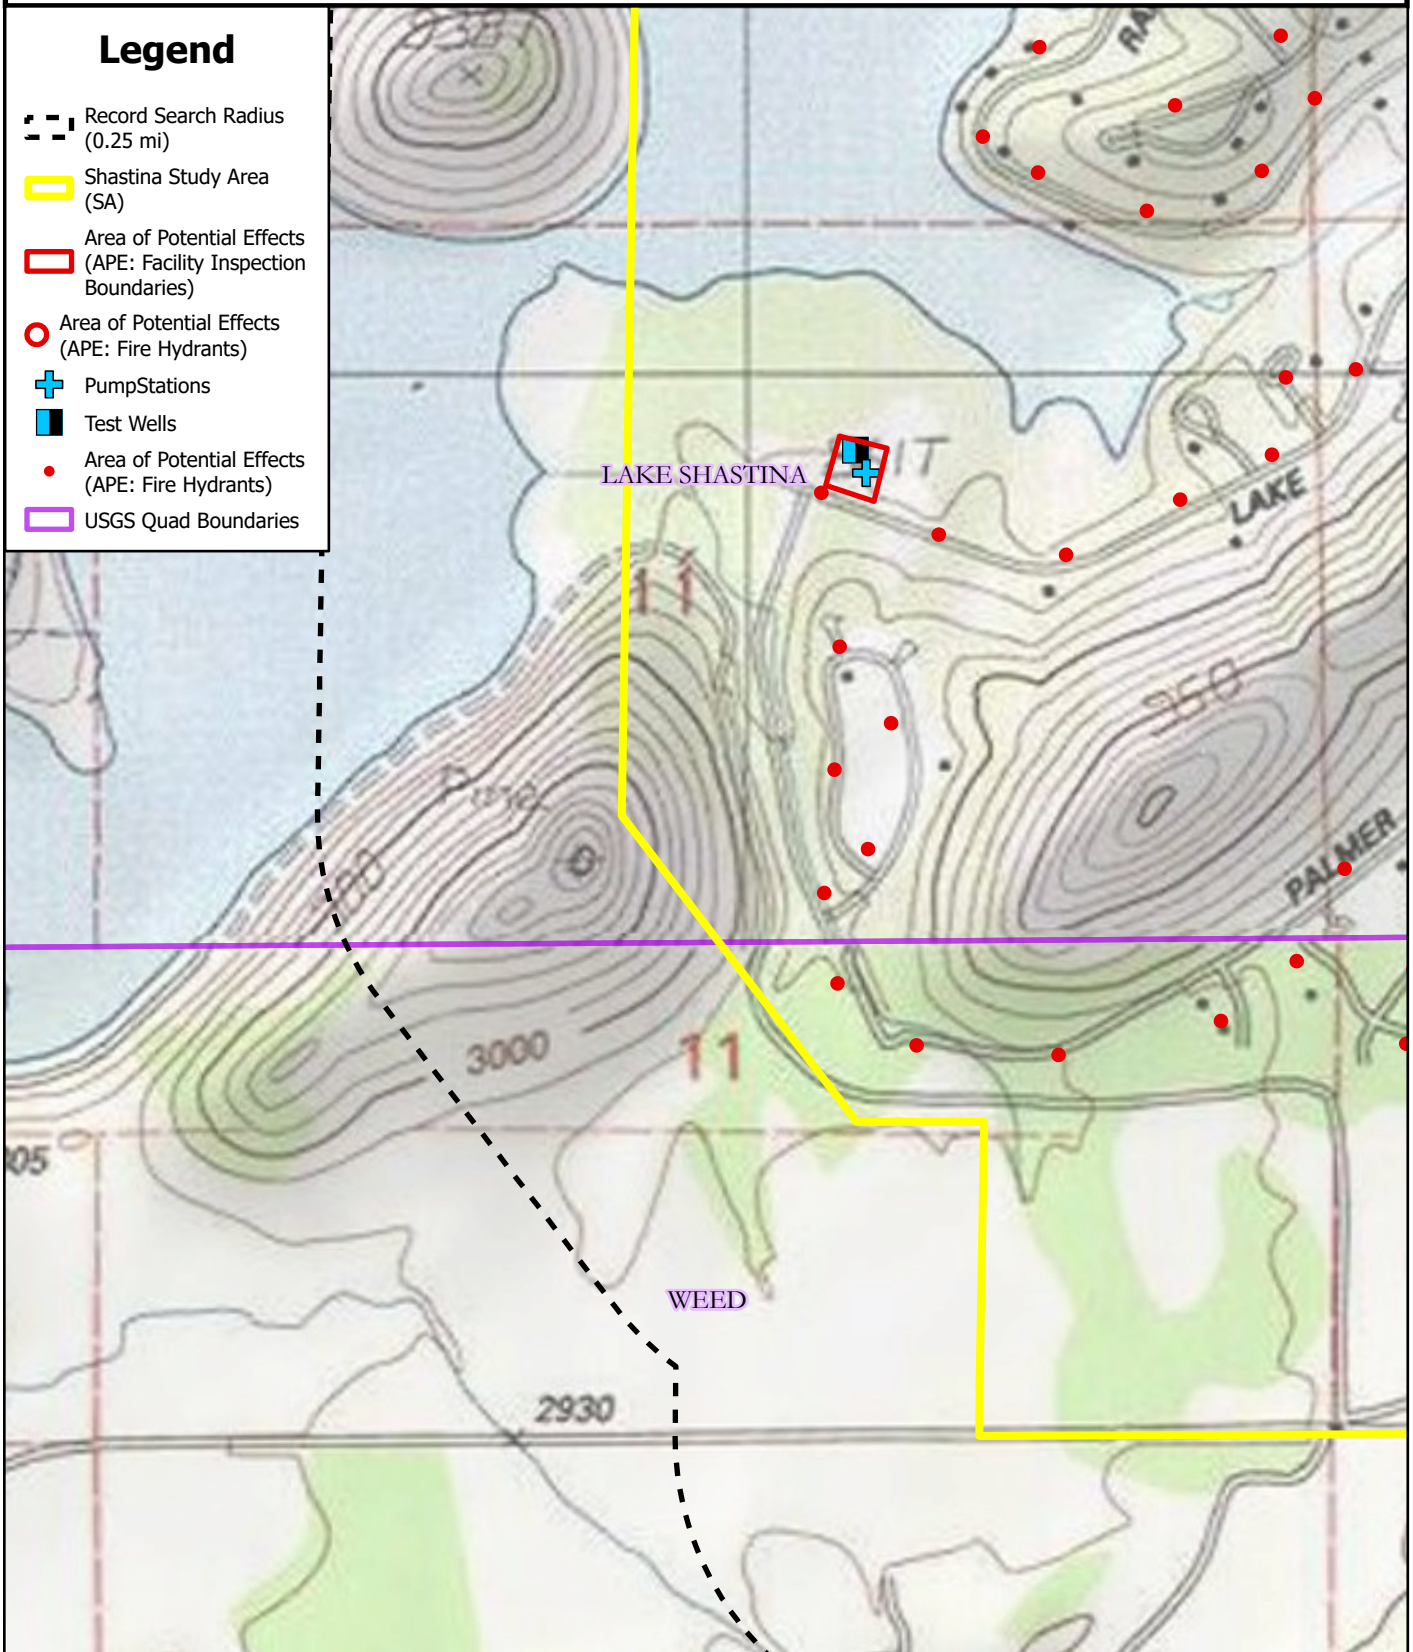 Legend
Record Search Radius
(0.25 mi)
Shastina Study Area
(SA)
Area of Potential Effects
(APE: Facility Inspection
Boundaries)
Area of Potential Effects
(APE: Fire Hydrants)
PumpStations
Test Wells
Area of Potential Effects
(APE: Fire Hydrants)
USGS Quad Boundaries
LAKE SHASTINA
LAKE
11
PALMER
3000
11
WEED
2930